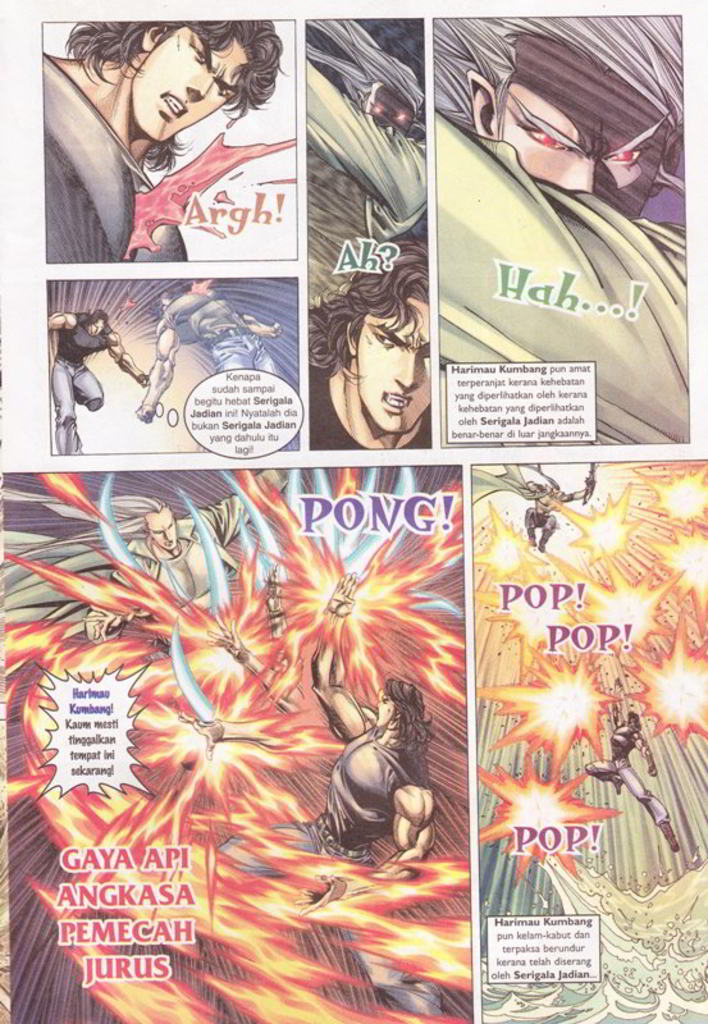 Argh!
Ah?
Hah...!
Harimau Kumbang pun amat
terperanjat kerana kehebatan
yang diperlihatkan oleh kerana
kehebatan yang diperlihatkan
oleh Serigala Jadian adalah
benar-benar di luar jangkaannya.
Kenapa
sudah sampai
begitu hebat Serigala
Jadian ini! Nyatalah dia
bukan Serigala Jadian
yang dahulu itu
lagi!
PONG!
Harimau
Kumbang!
Kaum mesti
tinggalkan
tempat ini
sekarang!
GAYA API
ANGKASA
PEMECAH
JURUS
POP!
POP!
POP!
Harimau Kumbang
pun kelam-kabut dan
terpaksa berundur
kerana telah diserang
oleh Serigala Jadian...